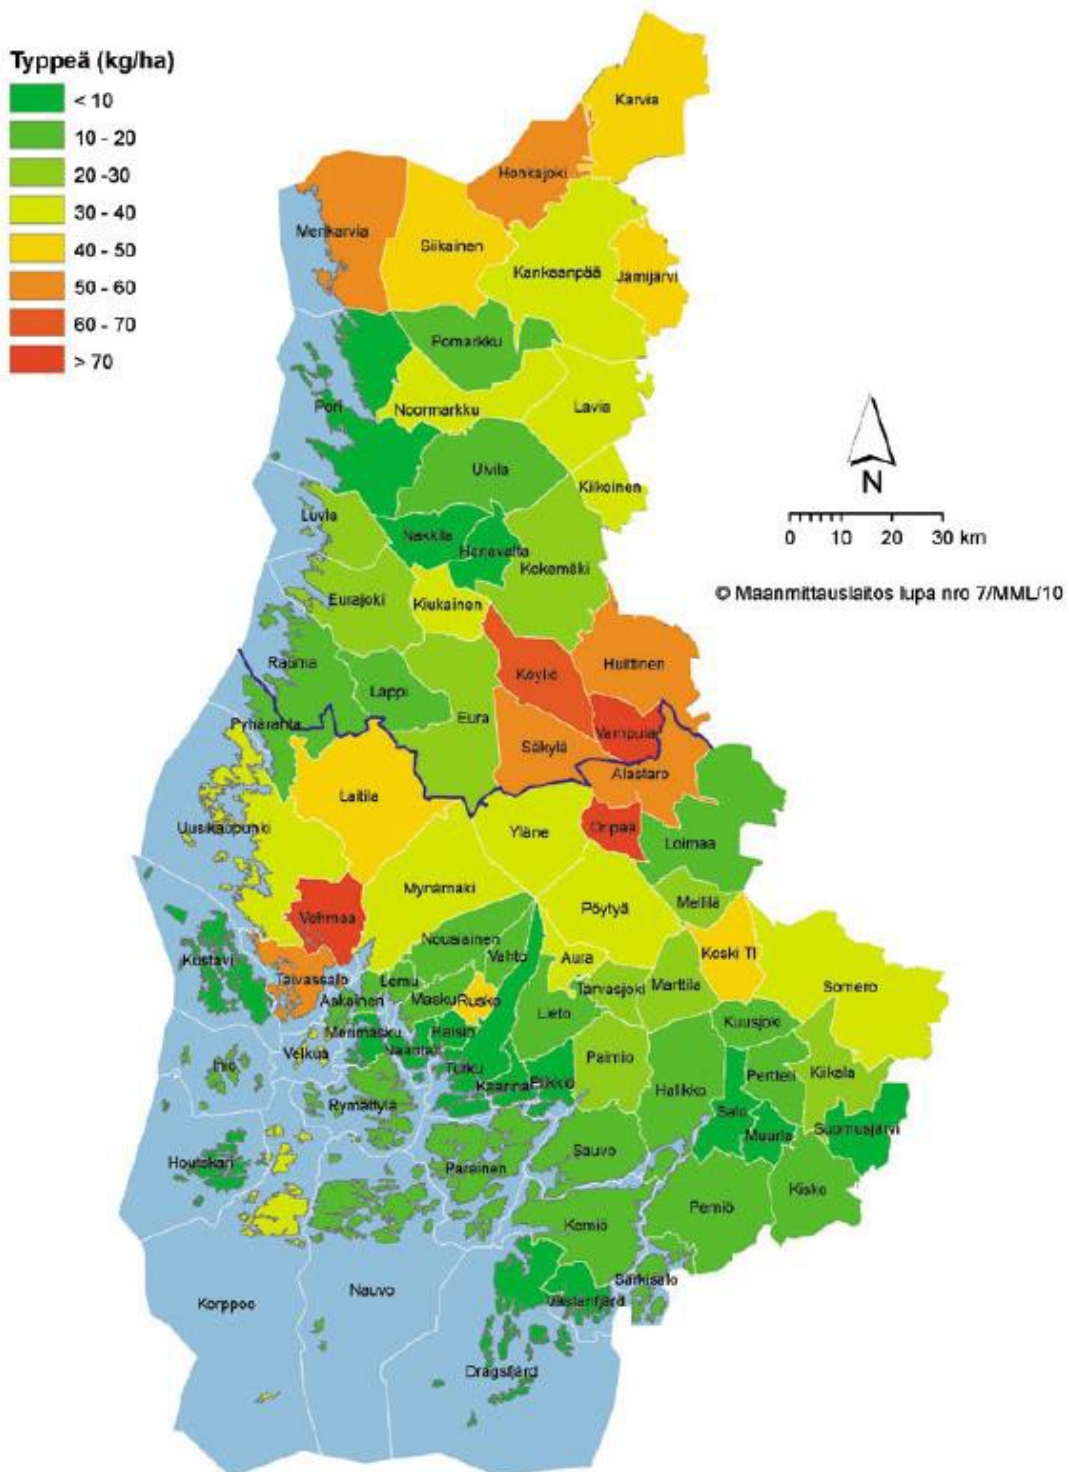 Typpeä (kg/ha)
< 10
10 - 20
20 -30
30 - 40
40 - 50
50 - 60
60 - 70
> 70
Karvia
Honkajoki
Merikarvia
Siikainen
Kankaanpää
Jämijärvi
Pomarkku
Pori
Noormarkku
Lavia
Ulvila
Kiikoinen
Luvia
Nakkila
Harjavalta
Kokemäki
N
0 10 20 30 km
© Maanmittauslaitos lupa nro 7/MML/10
Eurajoki
Kiukainen
Rauma
Lappi
Köyliö
Huittinen
Eura
Pyhäranta
Säkylä
Vampula
Alastaro
Laitila
Uusikaupunki
Yläne
Oripää
Loimaa
Mynämäki
Vehmaa
Pöytyä
Mellilä
Nousiainen
Vahto
Koski Tl
Kustavi
Taivassalo
Lemu
Aura
Askainen
Masku
Rusko
Tarvasjoki
Marttila
Somero
Merimasku
Raisio
Lieto
Kuusjoki
Velkua
Naantali
Iniö
Turku
Paimio
Pertteli
Kiikala
Kaarina
Piikkiö
Halikko
Rymättylä
Salo
Muurla
Suomusjärvi
Houtskari
Parainen
Sauvo
Kisko
Perniö
Kemiö
Särkisalo
Korppoo
Nauvo
Västanfjärd
Dragsfjärd